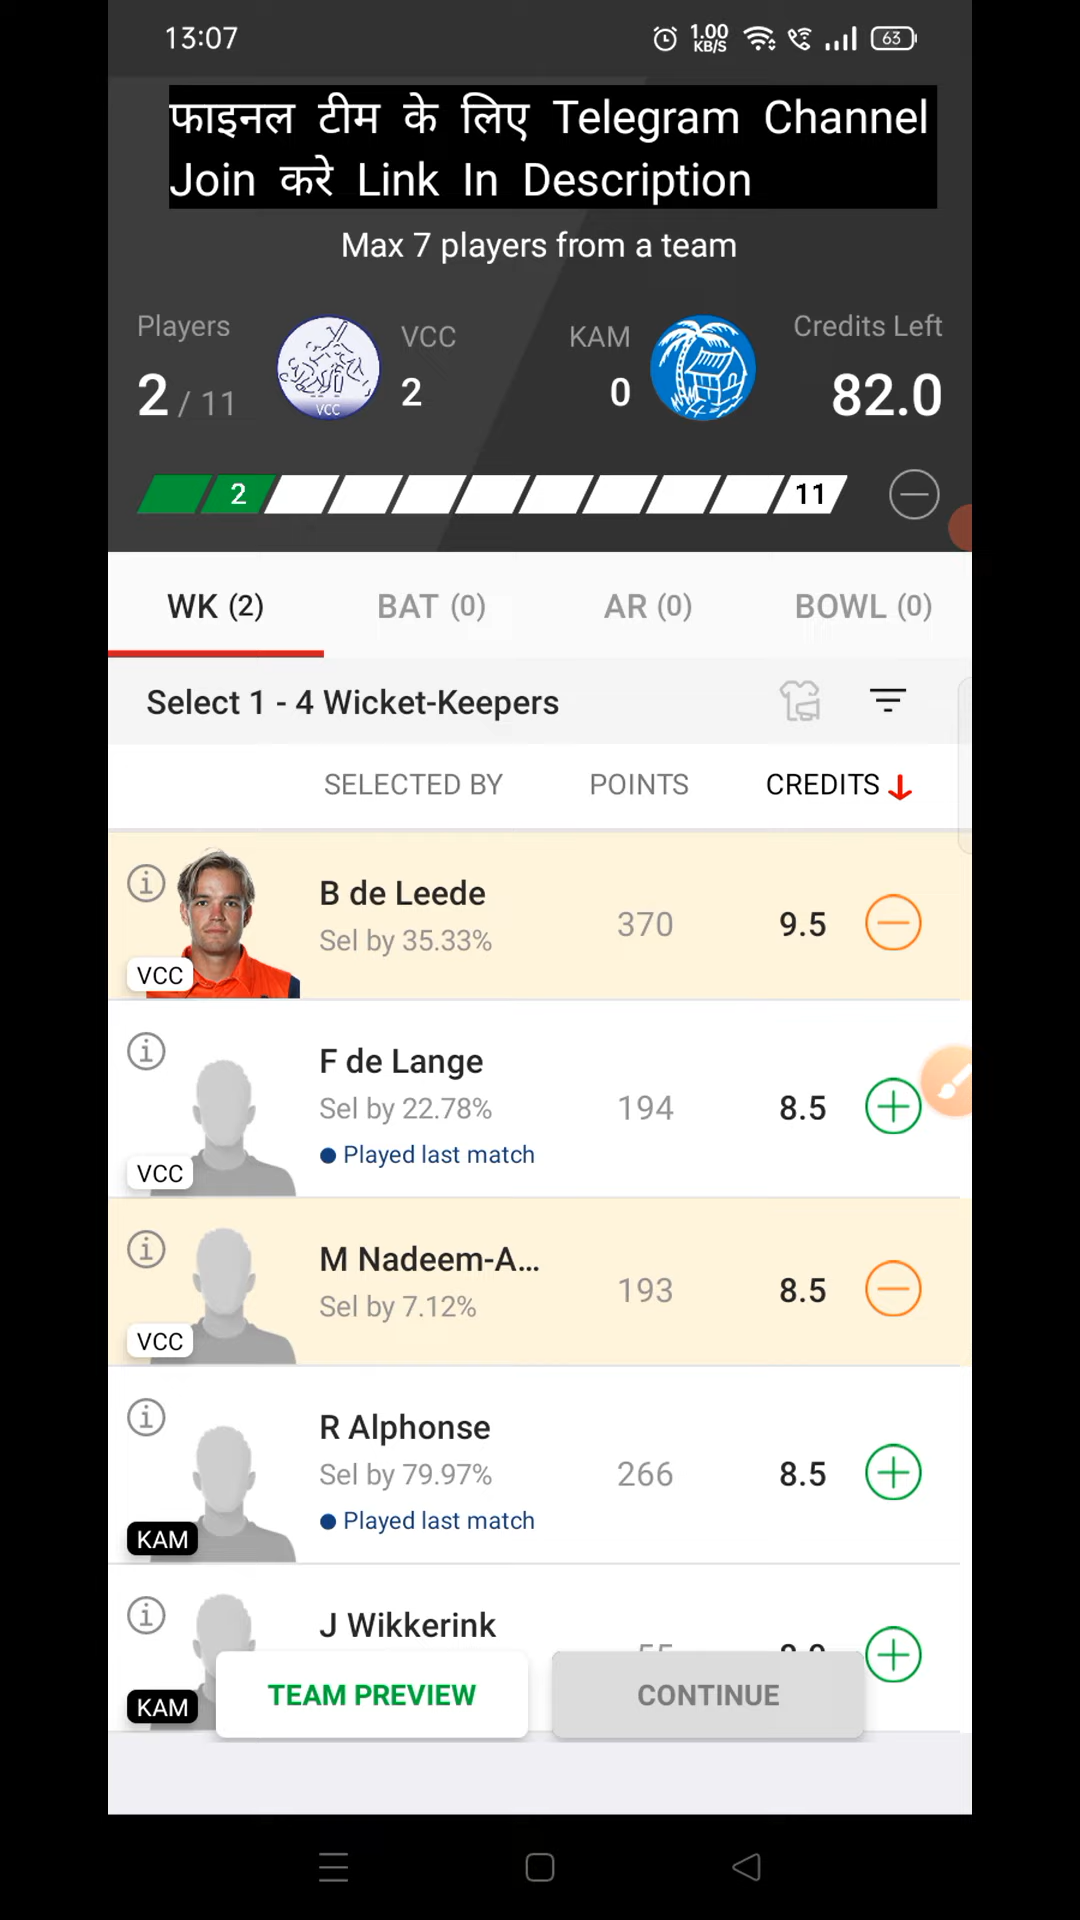 13:07
1.00
KB/S
63
फाइनल टीम के लिए Telegram Channel
Join करे Link In Description
Max 7 players from a team
Players
VCC
KAM
Credits Left
2 / 11
2
0
82.0
VCC
2
11
WK (2)
BAT (0)
AR (0)
BOWL (0)
Select 1 - 4 Wicket-Keepers
SELECTED BY
POINTS
CREDITS
B de Leede
Sel by 35.33%
370
9.5
VCC
F de Lange
Sel by 22.78%
194
8.5
Played last match
VCC
M Nadeem-A...
Sel by 7.12%
193
8.5
VCC
R Alphonse
Sel by 79.97%
266
8.5
Played last match
KAM
J Wikkerink
KAM
TEAM PREVIEW
CONTINUE